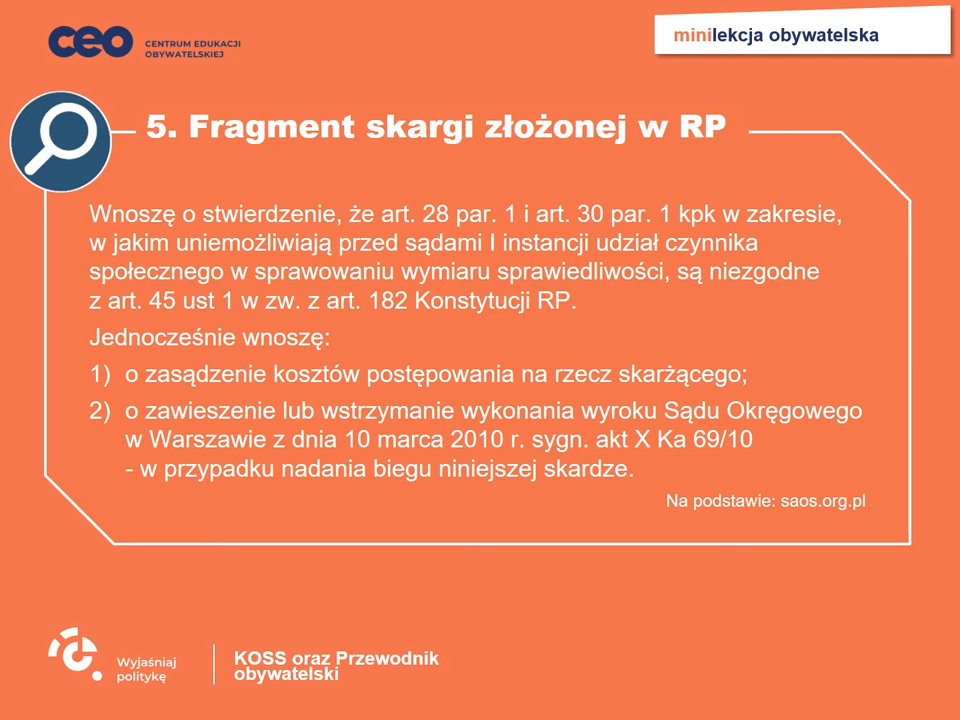 ceo CENTRUM EDUKACJI
OBYWATELSKIEJ
minilekcja obywatelska
5. Fragment skargi złożonej w RP
Wnoszę o stwierdzenie, że art. 28 par. 1 i art. 30 par. 1 kpk w zakresie,
w jakim uniemożliwiają przed sądami I instancji udział czynnika
społecznego w sprawowaniu wymiaru sprawiedliwości, są niezgodne
z art. 45 ust 1 w zw. z art. 182 Konstytucji RP.
Jednocześnie wnoszę:
1) o zasądzenie kosztów postępowania na rzecz skarżącego;
2) o zawieszenie lub wstrzymanie wykonania wyroku Sądu Okręgowego
w Warszawie z dnia 10 marca 2010 r. sygn. akt X Ka 69/10
- w przypadku nadania biegu niniejszej skardze.
Na podstawie: saos.org.pl
Wyjaśniaj
politykę
KOSS oraz Przewodnik
obywatelski